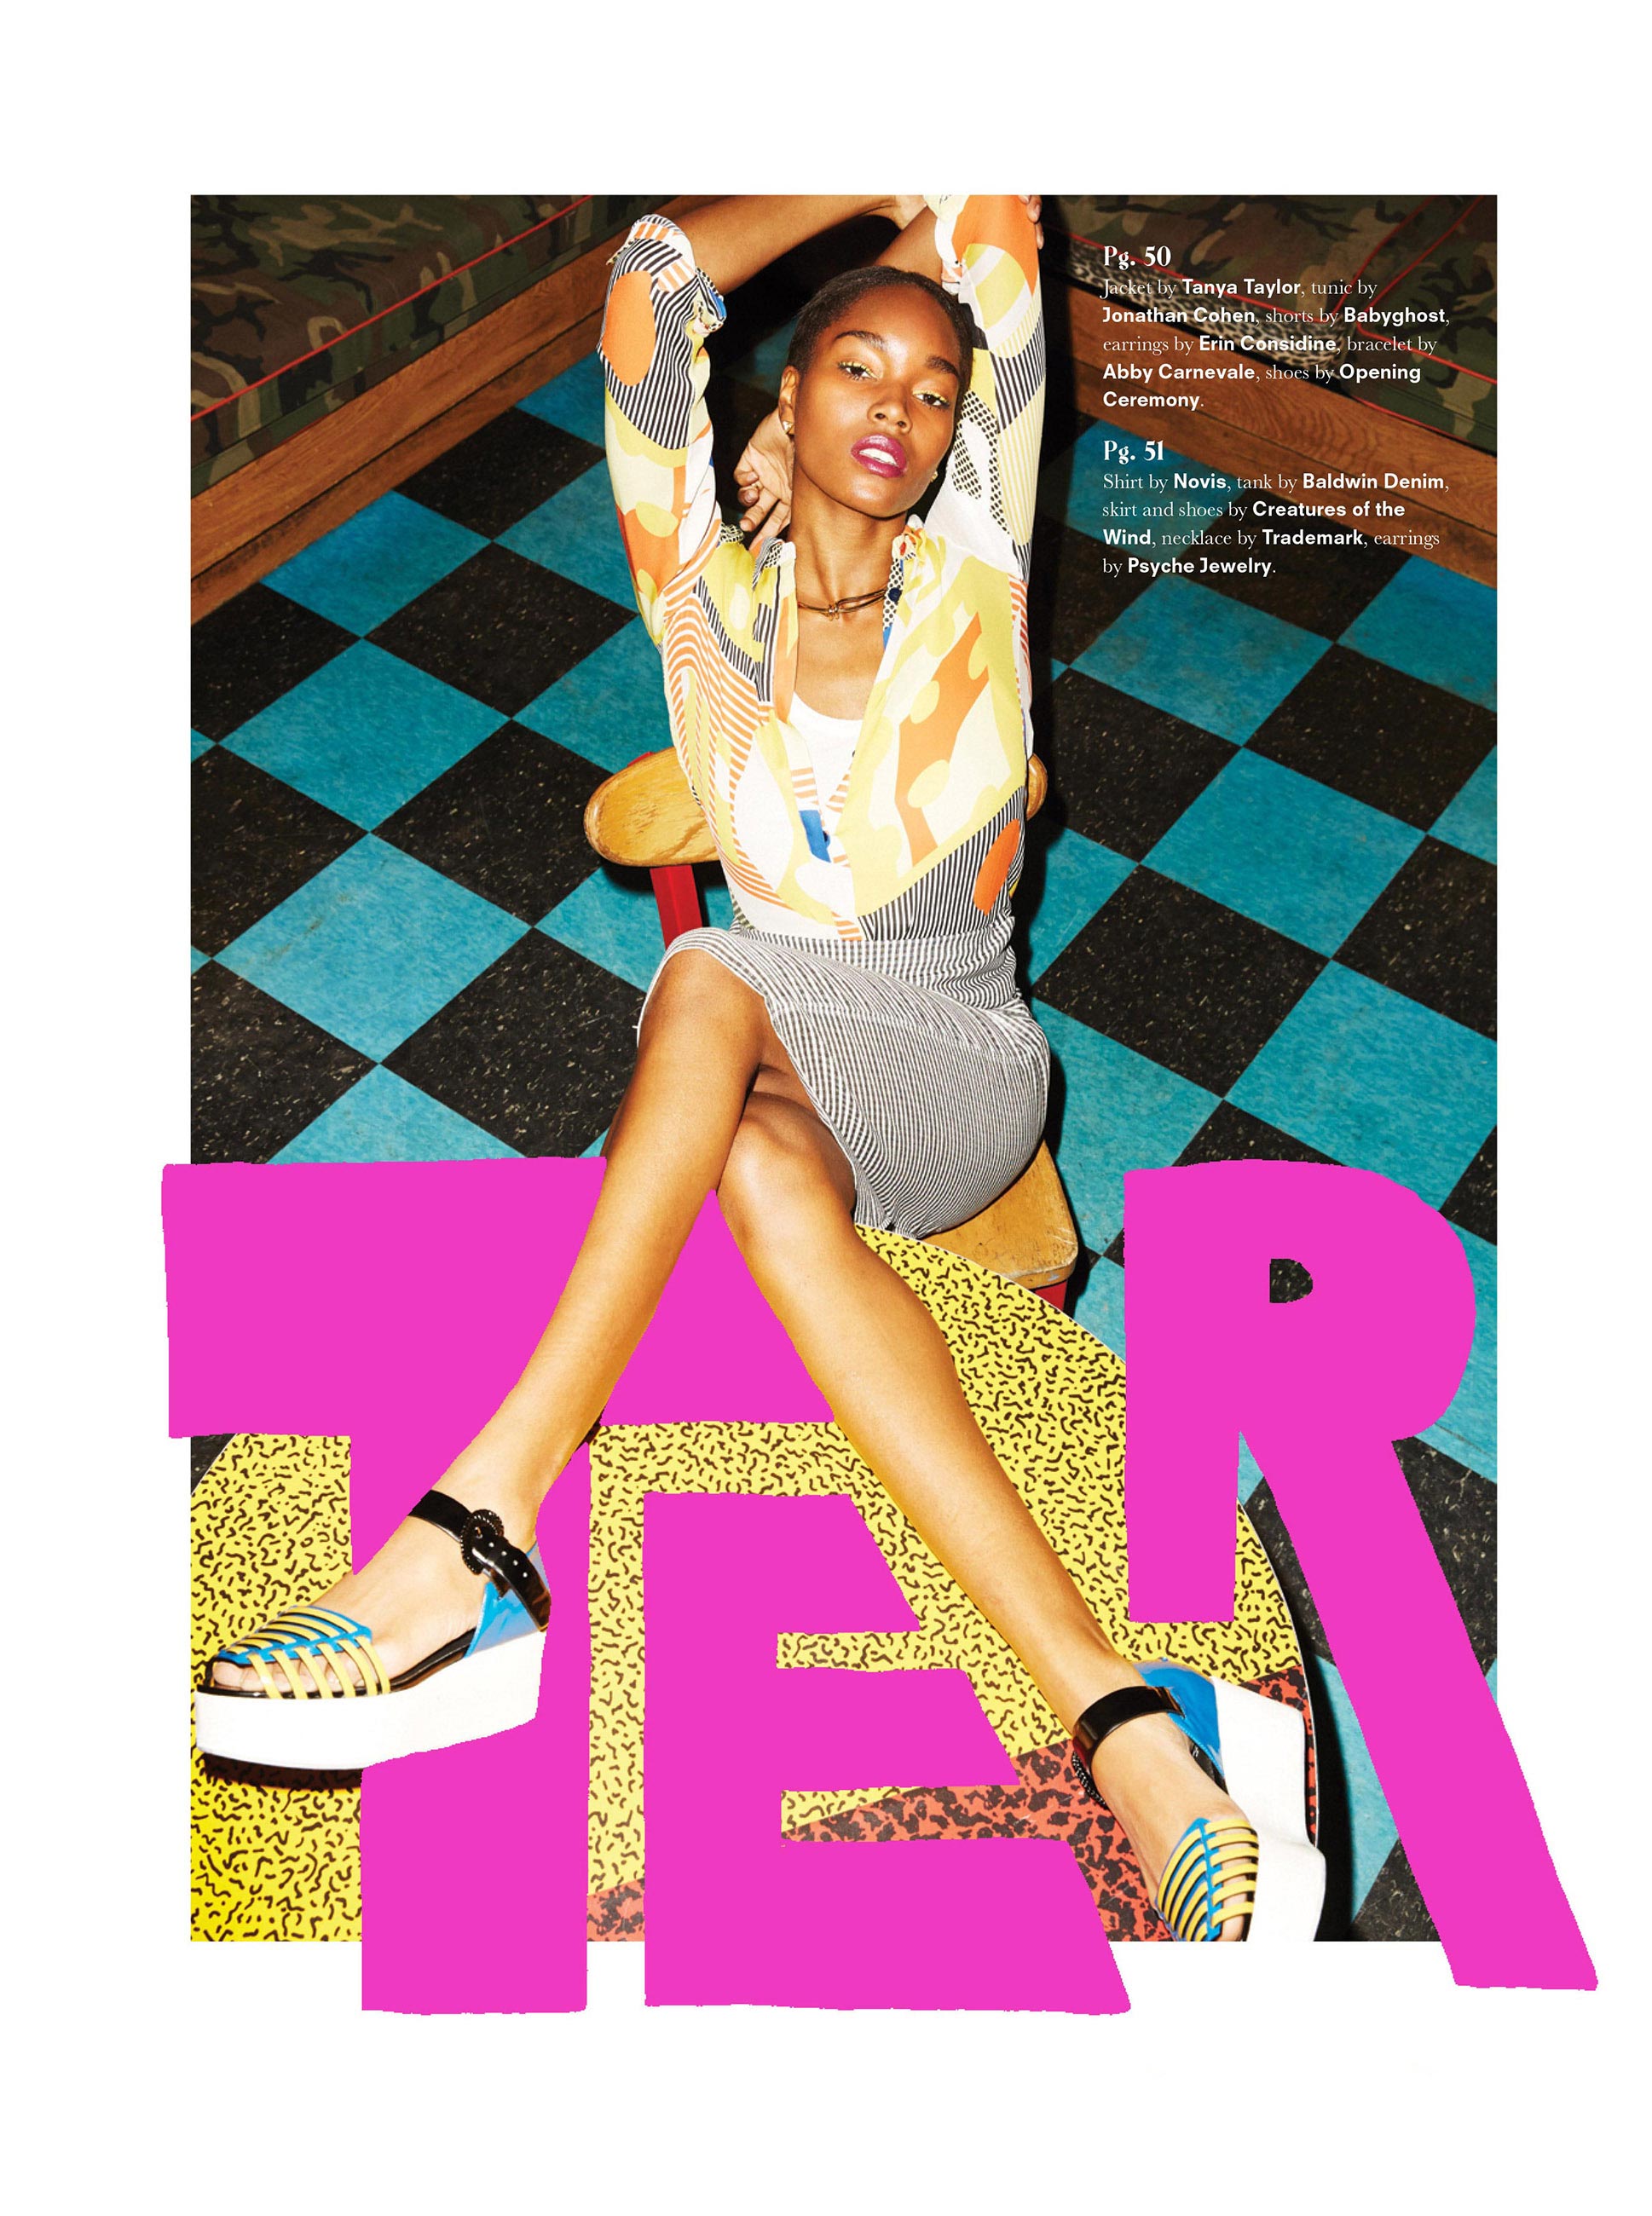 Pg. 50
Jacket by Tanya Taylor, tunic by
Jonathan Cohen, shorts by Babyghost,
earrings by Erin Considine, bracelet by
Abby Carnevale, shoes by Opening
Ceremony.
Pg. 51
Shirt by Novis, tank by Baldwin Denim,
skirt and shoes by Creatures of the
Wind, necklace by Trademark, earrings
by Psyche Jewelry.
TER